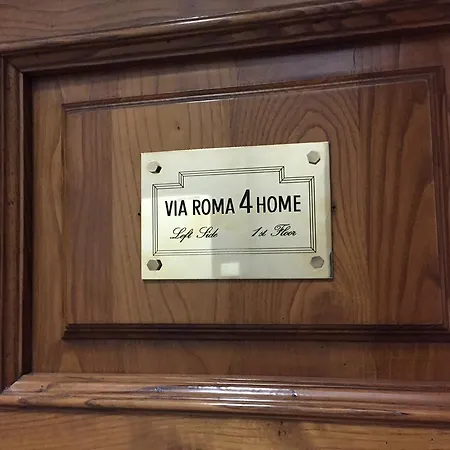 VIA ROMA 4 HOME
Left Side 1st Floor